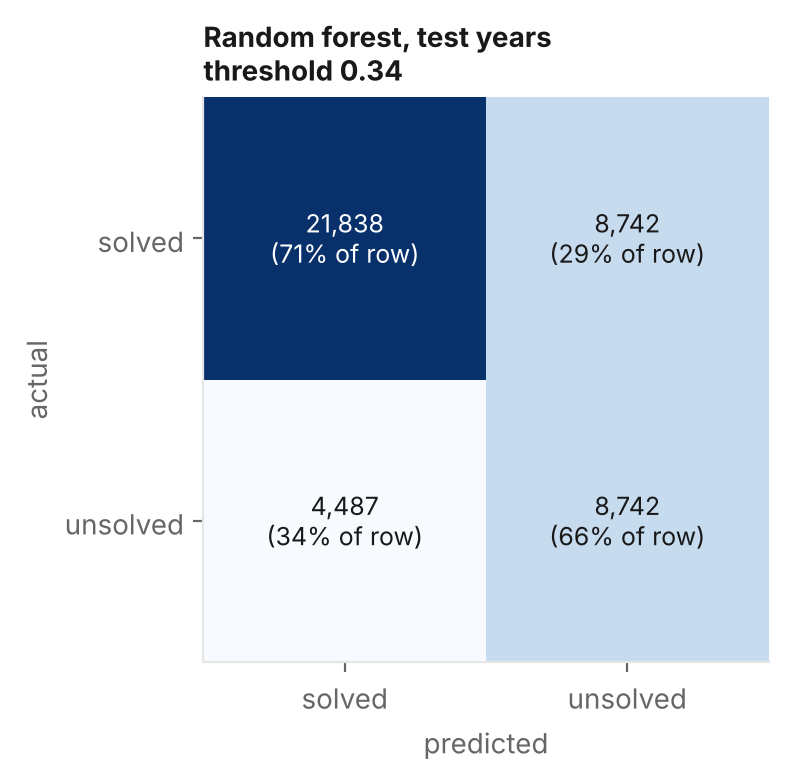 Random forest, test years
threshold 0.34
actual
solved
21,838
(71% of row)
8,742
(29% of row)
unsolved
4,487
(34% of row)
8,742
(66% of row)
solved
unsolved
predicted